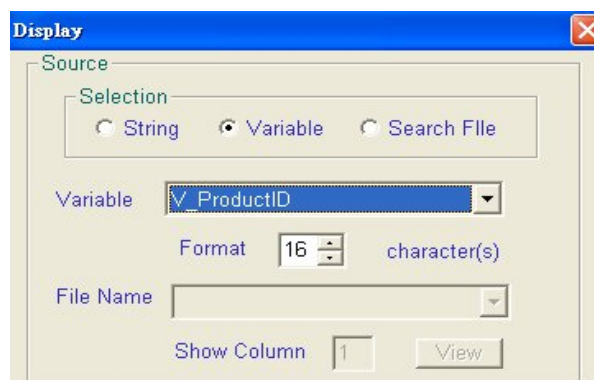 Display
Source
Selection
String Variable Search FIle
Variable V_ProductID
Format 16 character(s)
File Name
Show Column 1 View